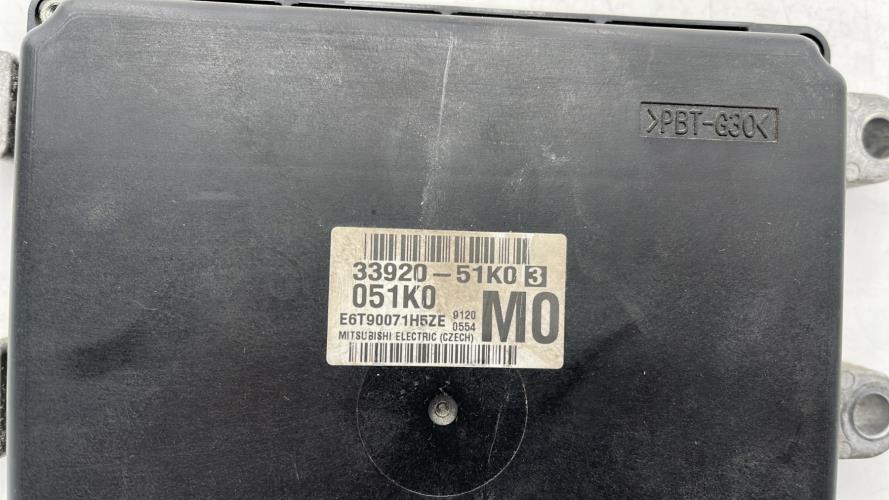 >PBT-G30<
33920-51K0 3
051K0
E6T90071H5ZE 9120 0554 M0
MITSUBISHI ELECTRIC (CZECH)